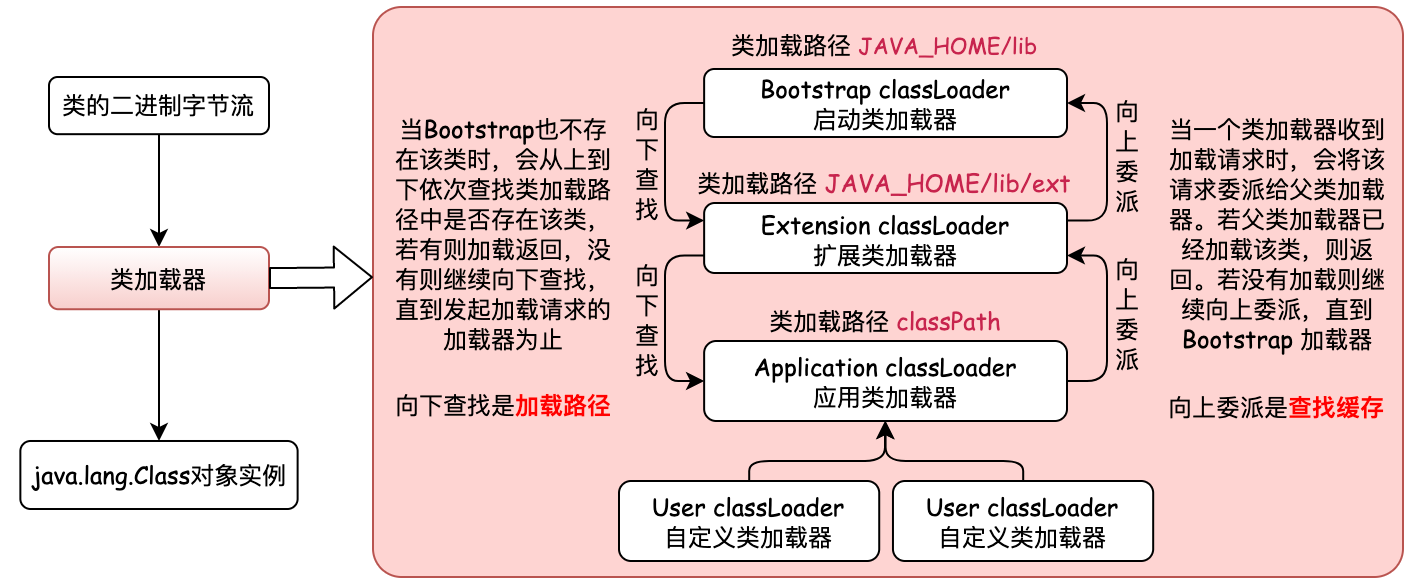 类的二进制字节流
类加载器
java.lang.Class对象实例
当Bootstrap也不存
在该类时，会从上到
下依次查找类加载路
径中是否存在该类，
若有则加载返回，没
有则继续向下查找，
直到发起加载请求的
加载器为止
向下查找是加载路径
类加载路径 JAVA_HOME/lib
Bootstrap classLoader
启动类加载器
向下查找
向上委派
类加载路径 JAVA_HOME/lib/ext
Extension classLoader
扩展类加载器
向下查找
向上委派
类加载路径 classPath
Application classLoader
应用类加载器
User classLoader
自定义类加载器
User classLoader
自定义类加载器
当一个类加载器收到
加载请求时，会将该
请求委派给父类加载
器。若父类加载器已
经加载该类，则返
回。若没有加载则继
续向上委派，直到
Bootstrap 加载器
向上委派是查找缓存